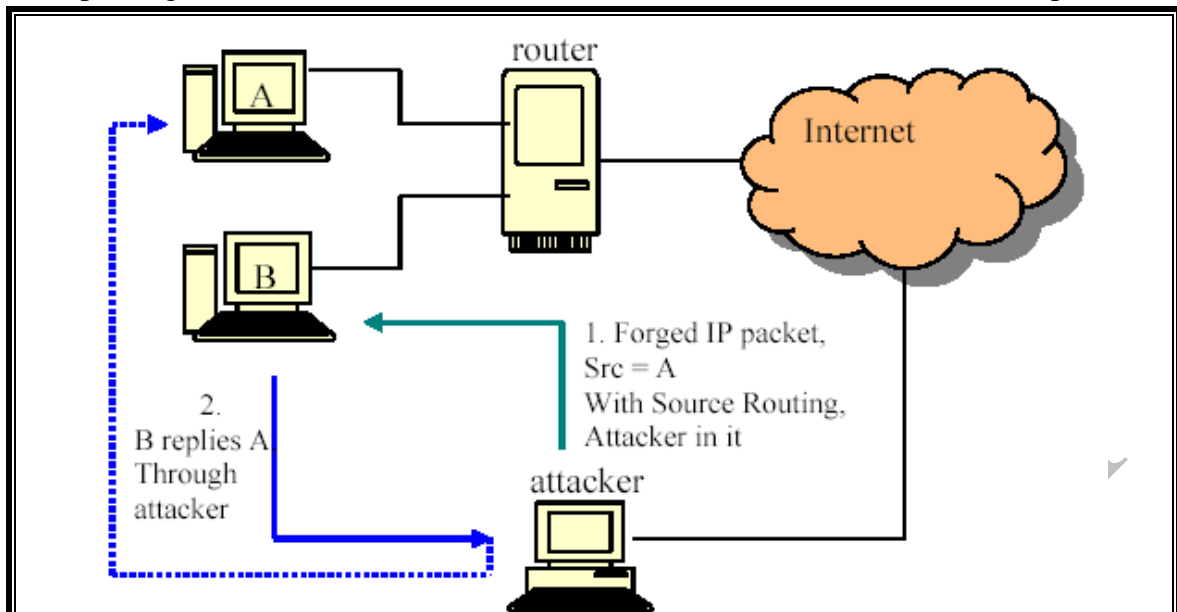 router
A
Internet
B
1. Forged IP packet,
Src = A
With Source Routing,
Attacker in it
2.
B replies A,
Through
attacker
attacker